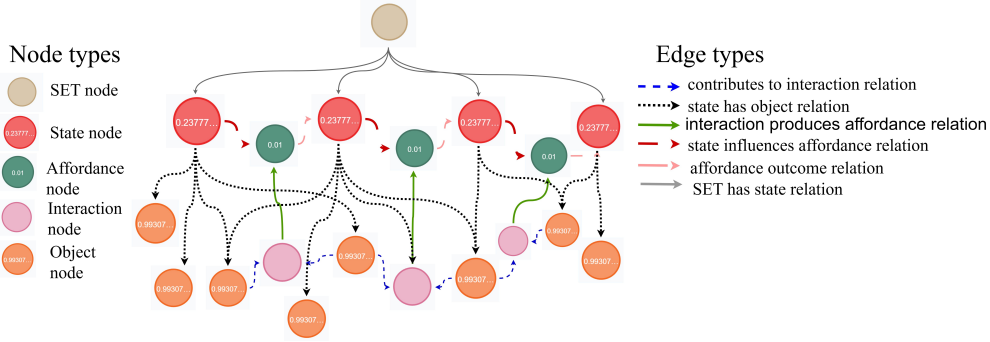 Node types
SET node
0.23777...
State node
0.01
Affordance
node
Interaction
node
0.99307...
Object
node
0.23777...
0.23777...
0.23777...
0.23777...
0.01
0.01
0.01
0.99307...
0.99307...
0.99307...
0.99307...
0.99307...
0.99307...
0.99307...
0.99307...
Edge types
contributes to interaction relation
state has object relation
interaction produces affordance relation
state influences affordance relation
affordance outcome relation
SET has state relation